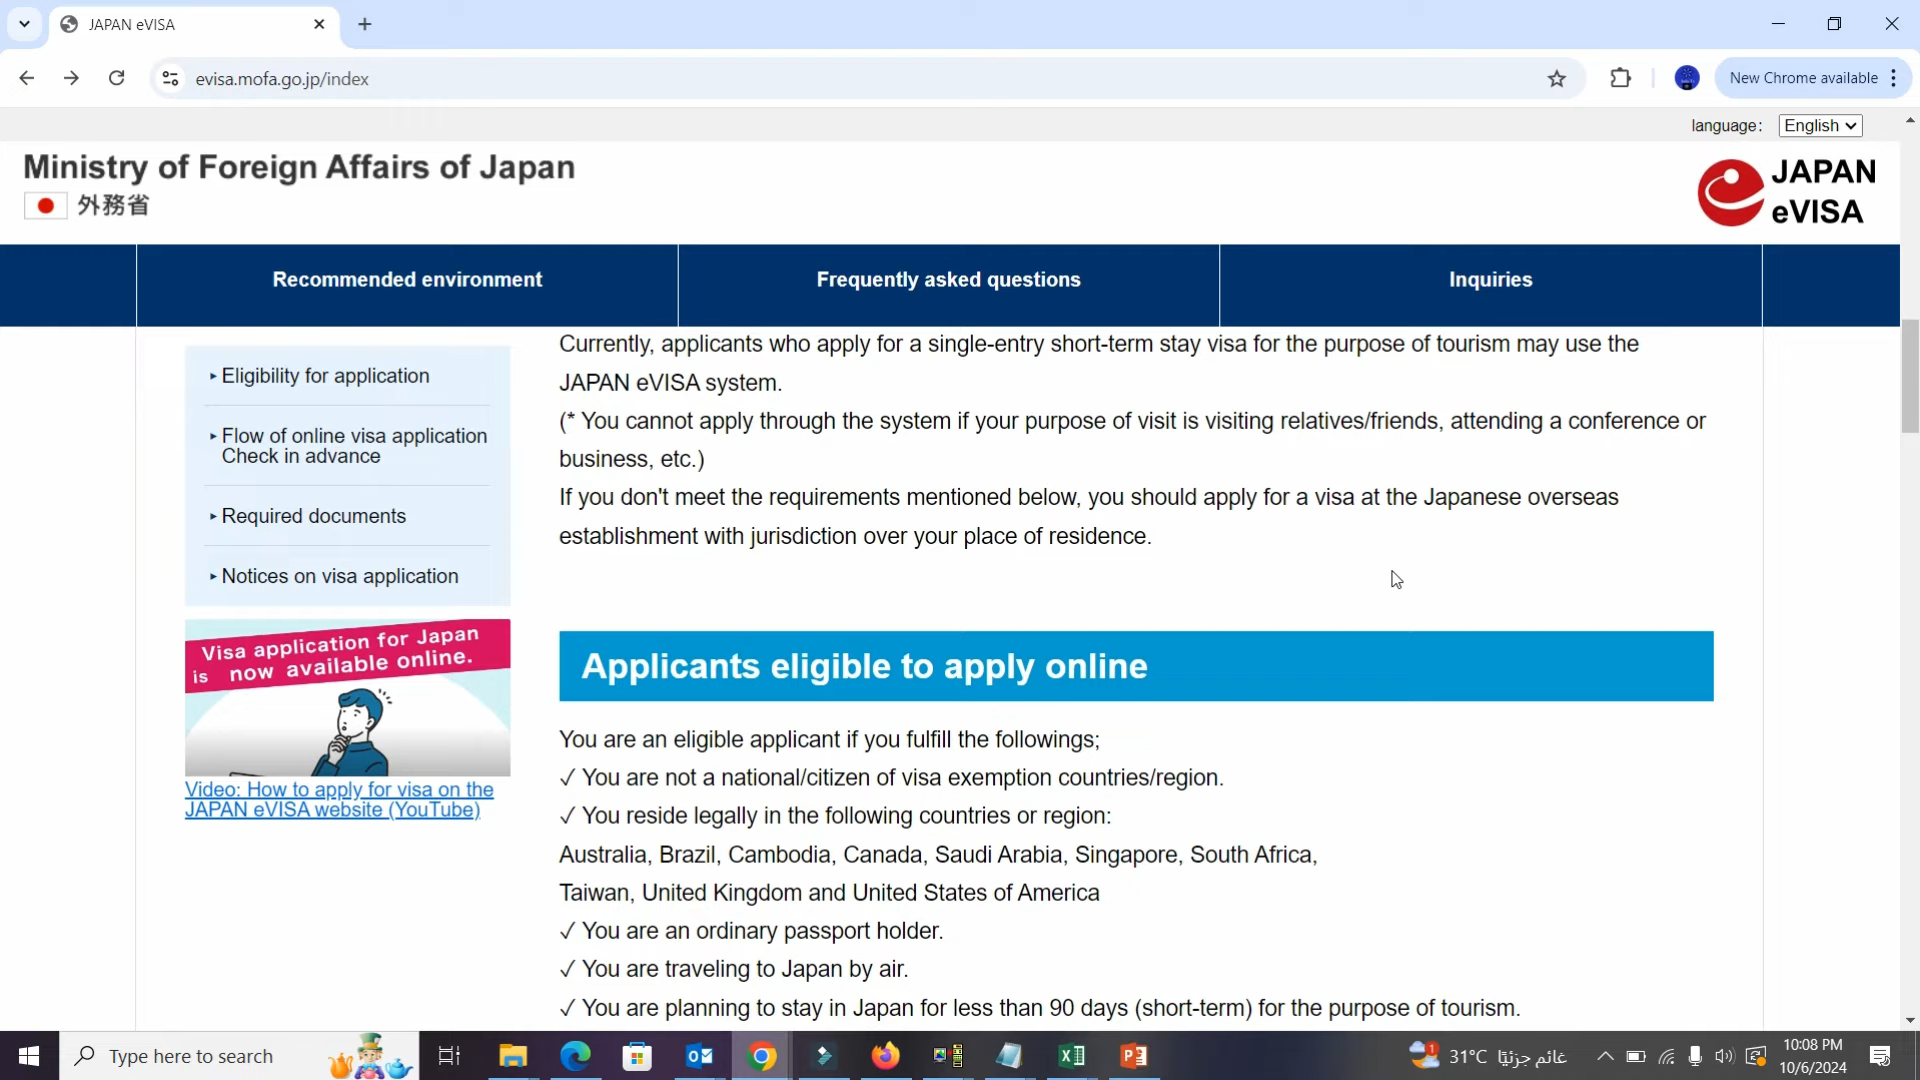 JAPAN eVISA
evisa.mofa.go.jp/index
New Chrome available
language:
English
Ministry of Foreign Affairs of Japan
外務省
JAPAN
eVISA
Recommended environment
Frequently asked questions
Inquiries
Eligibility for application
Flow of online visa application
Check in advance
Required documents
Notices on visa application
Visa application for Japan
is now available online.
Video: How to apply for visa on the
JAPAN eVISA website (YouTube)
Currently, applicants who apply for a single-entry short-term stay visa for the purpose of tourism may use the
JAPAN eVISA system.
(* You cannot apply through the system if your purpose of visit is visiting relatives/friends, attending a conference or
business, etc.)
If you don't meet the requirements mentioned below, you should apply for a visa at the Japanese overseas
establishment with jurisdiction over your place of residence.
Applicants eligible to apply online
You are an eligible applicant if you fulfill the followings;
✓ You are not a national/citizen of visa exemption countries/region.
✓ You reside legally in the following countries or region:
Australia, Brazil, Cambodia, Canada, Saudi Arabia, Singapore, South Africa,
Taiwan, United Kingdom and United States of America
✓ You are an ordinary passport holder.
✓ You are traveling to Japan by air.
✓ You are planning to stay in Japan for less than 90 days (short-term) for the purpose of tourism.
Type here to search
31°C غائم جزئيًا
10:08 PM
10/6/2024